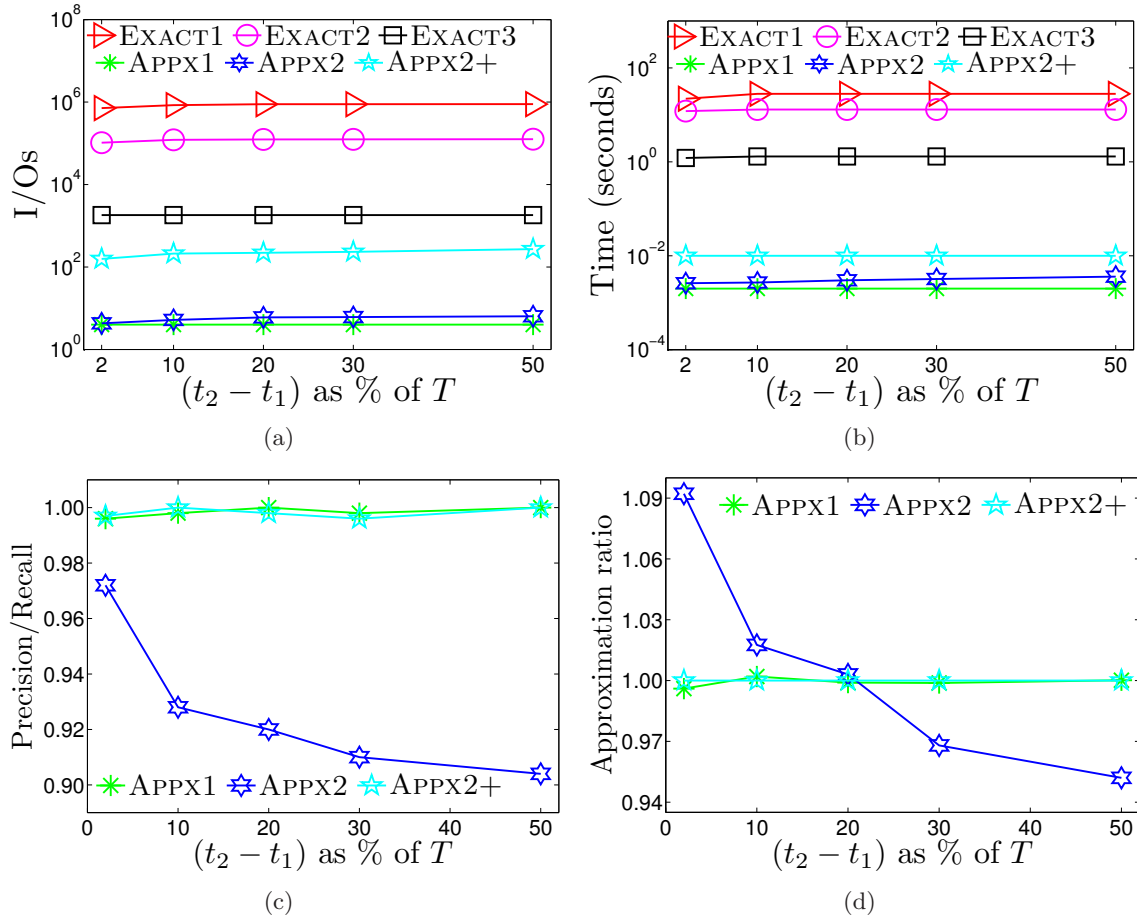 10^8
EXACT1 EXACT2 EXACT3
APPX1 APPX2 APPX2+
10^6
10^4
10^2
10^0
I/Os
2 10 20 30 50
(t_2 − t_1) as % of T
(a)
EXACT1 EXACT2 EXACT3
APPX1 APPX2 APPX2+
10^2
10^0
10^−2
10^−4
Time (seconds)
2 10 20 30 50
(t_2 − t_1) as % of T
(b)
1.00
0.98
0.96
0.94
0.92
0.90
Precision/Recall
APPX1 APPX2 APPX2+
0 10 20 30 40 50
(t_2 − t_1) as % of T
(c)
1.09
1.06
1.03
1.00
0.97
0.94
Approximation ratio
APPX1 APPX2 APPX2+
0 10 20 30 40 50
(t_2 − t_1) as % of T
(d)